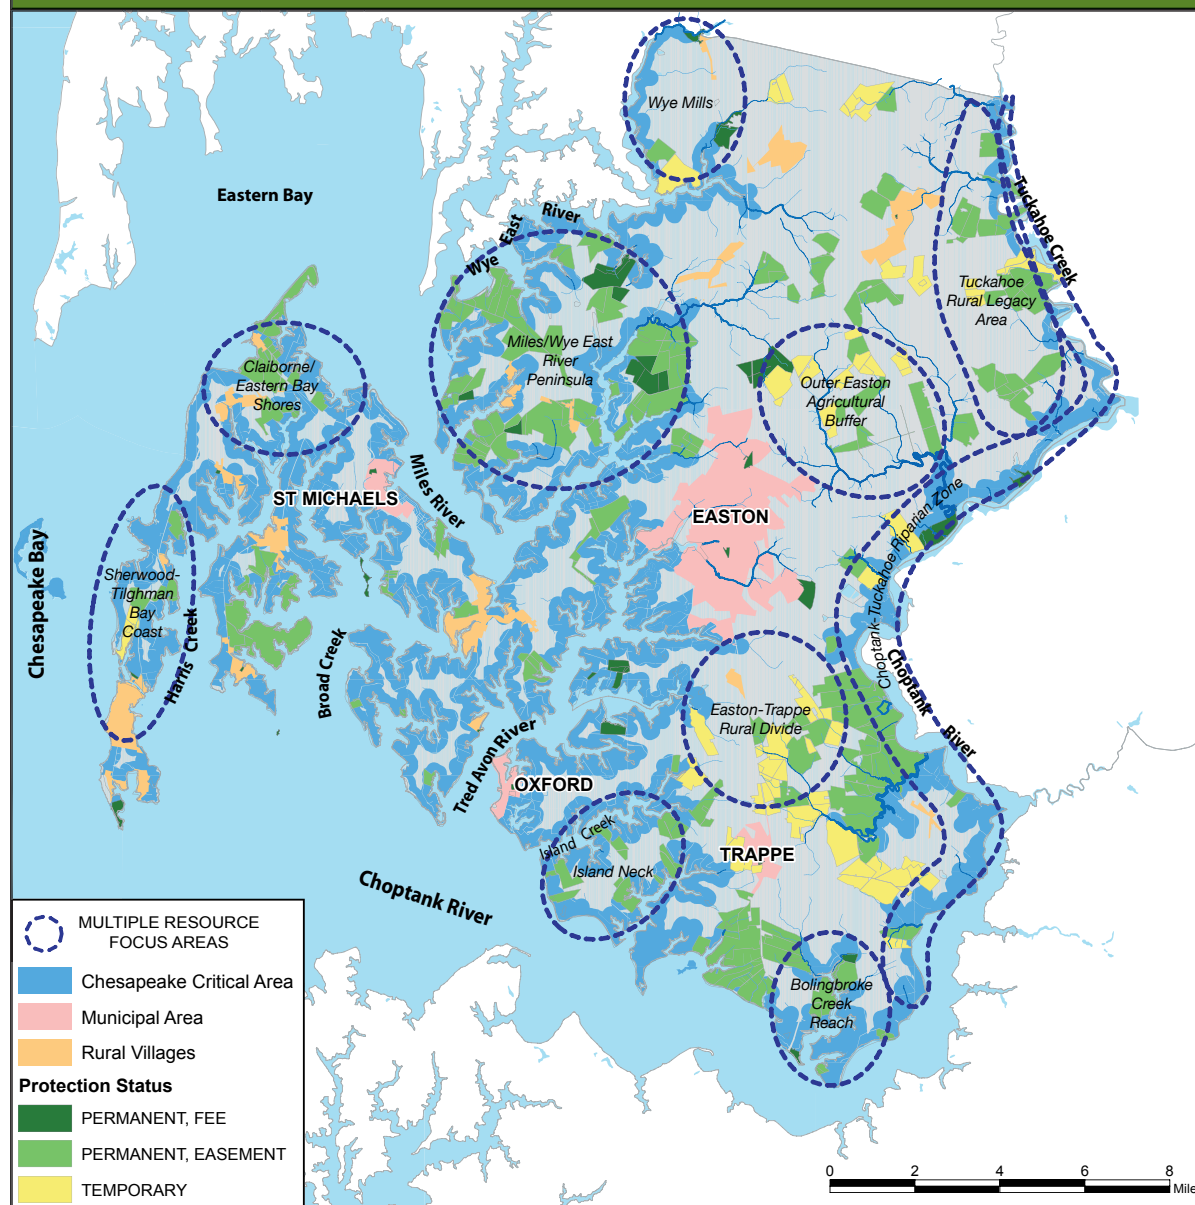 Wye Mills
Eastern Bay
Wye East River
Tuckahoe Creek
Tuckahoe
Rural Legacy
Area
Miles/Wye East
River
Peninsula
Claiborne/
Eastern Bay
Shores
Outer Easton
Agricultural
Buffer
Miles River
ST MICHAELS
EASTON
Choptank-Tuckahoe Riparian Zone
Chesapeake Bay
Sherwood-
Tilghman
Bay
Coast
Harris Creek
Broad Creek
Choptank River
Easton-Trappe
Rural Divide
Tred Avon River
OXFORD
Island Creek
Island Neck
TRAPPE
Choptank River
Bolingbroke
Creek
Reach
MULTIPLE RESOURCE
FOCUS AREAS
Chesapeake Critical Area
Municipal Area
Rural Villages
Protection Status
PERMANENT, FEE
PERMANENT, EASEMENT
TEMPORARY
0 2 4 6 8
Mile